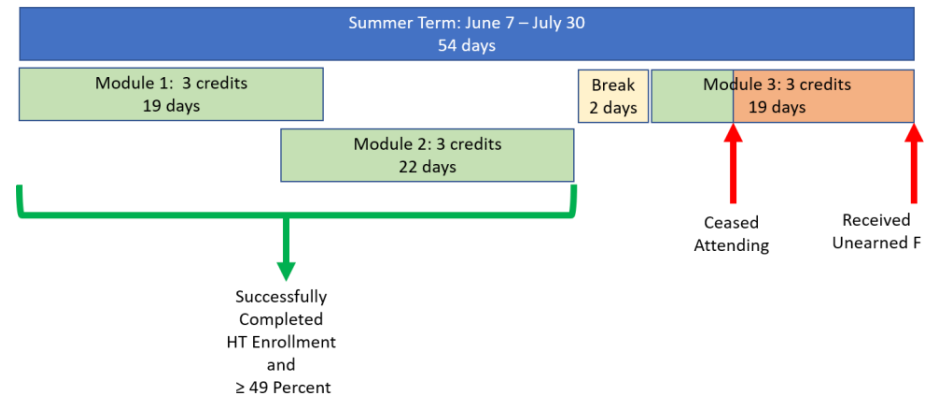 Summer Term: June 7 – July 30
54 days
Module 1: 3 credits
19 days
Break
2 days
Module 3: 3 credits
19 days
Module 2: 3 credits
22 days
Ceased
Attending
Received
Unearned F
Successfully
Completed
HT Enrollment
and
≥ 49 Percent